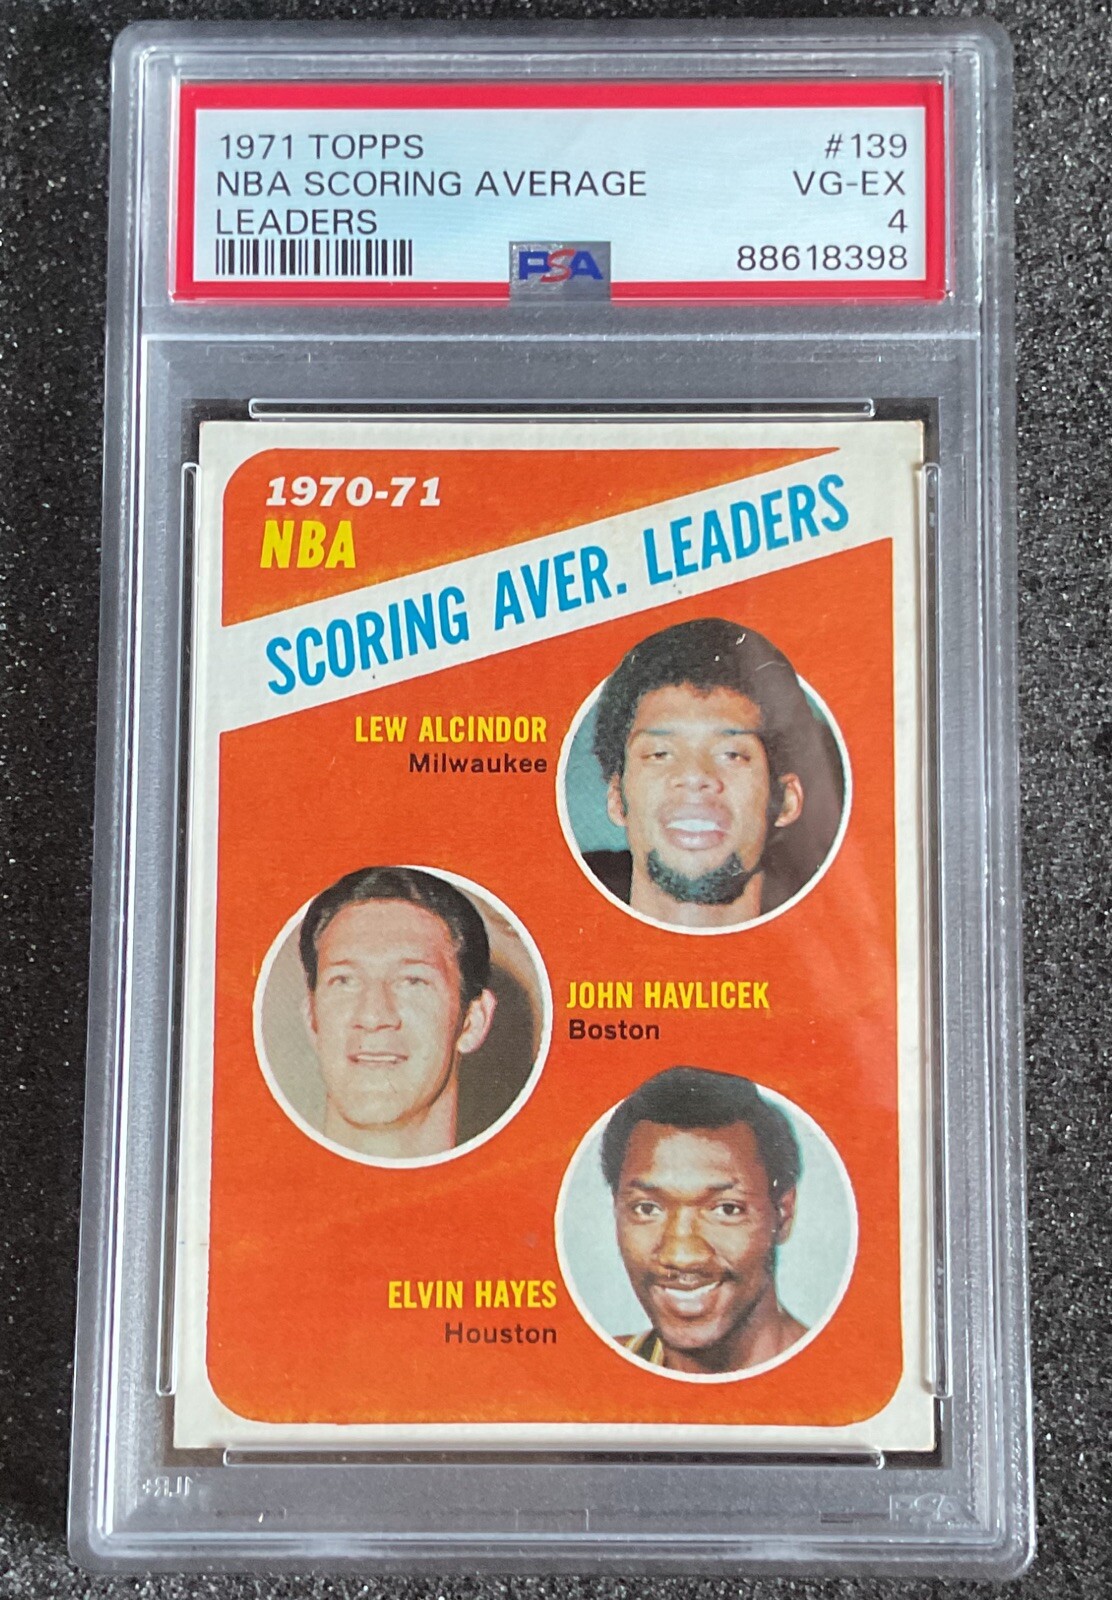 1971 TOPPS #139
NBA SCORING AVERAGE VG-EX
LEADERS 4
PSA 88618398
1970-71
NBA
SCORING AVER. LEADERS
LEW ALCINDOR
Milwaukee
JOHN HAVLICEK
Boston
ELVIN HAYES
Houston
PSA